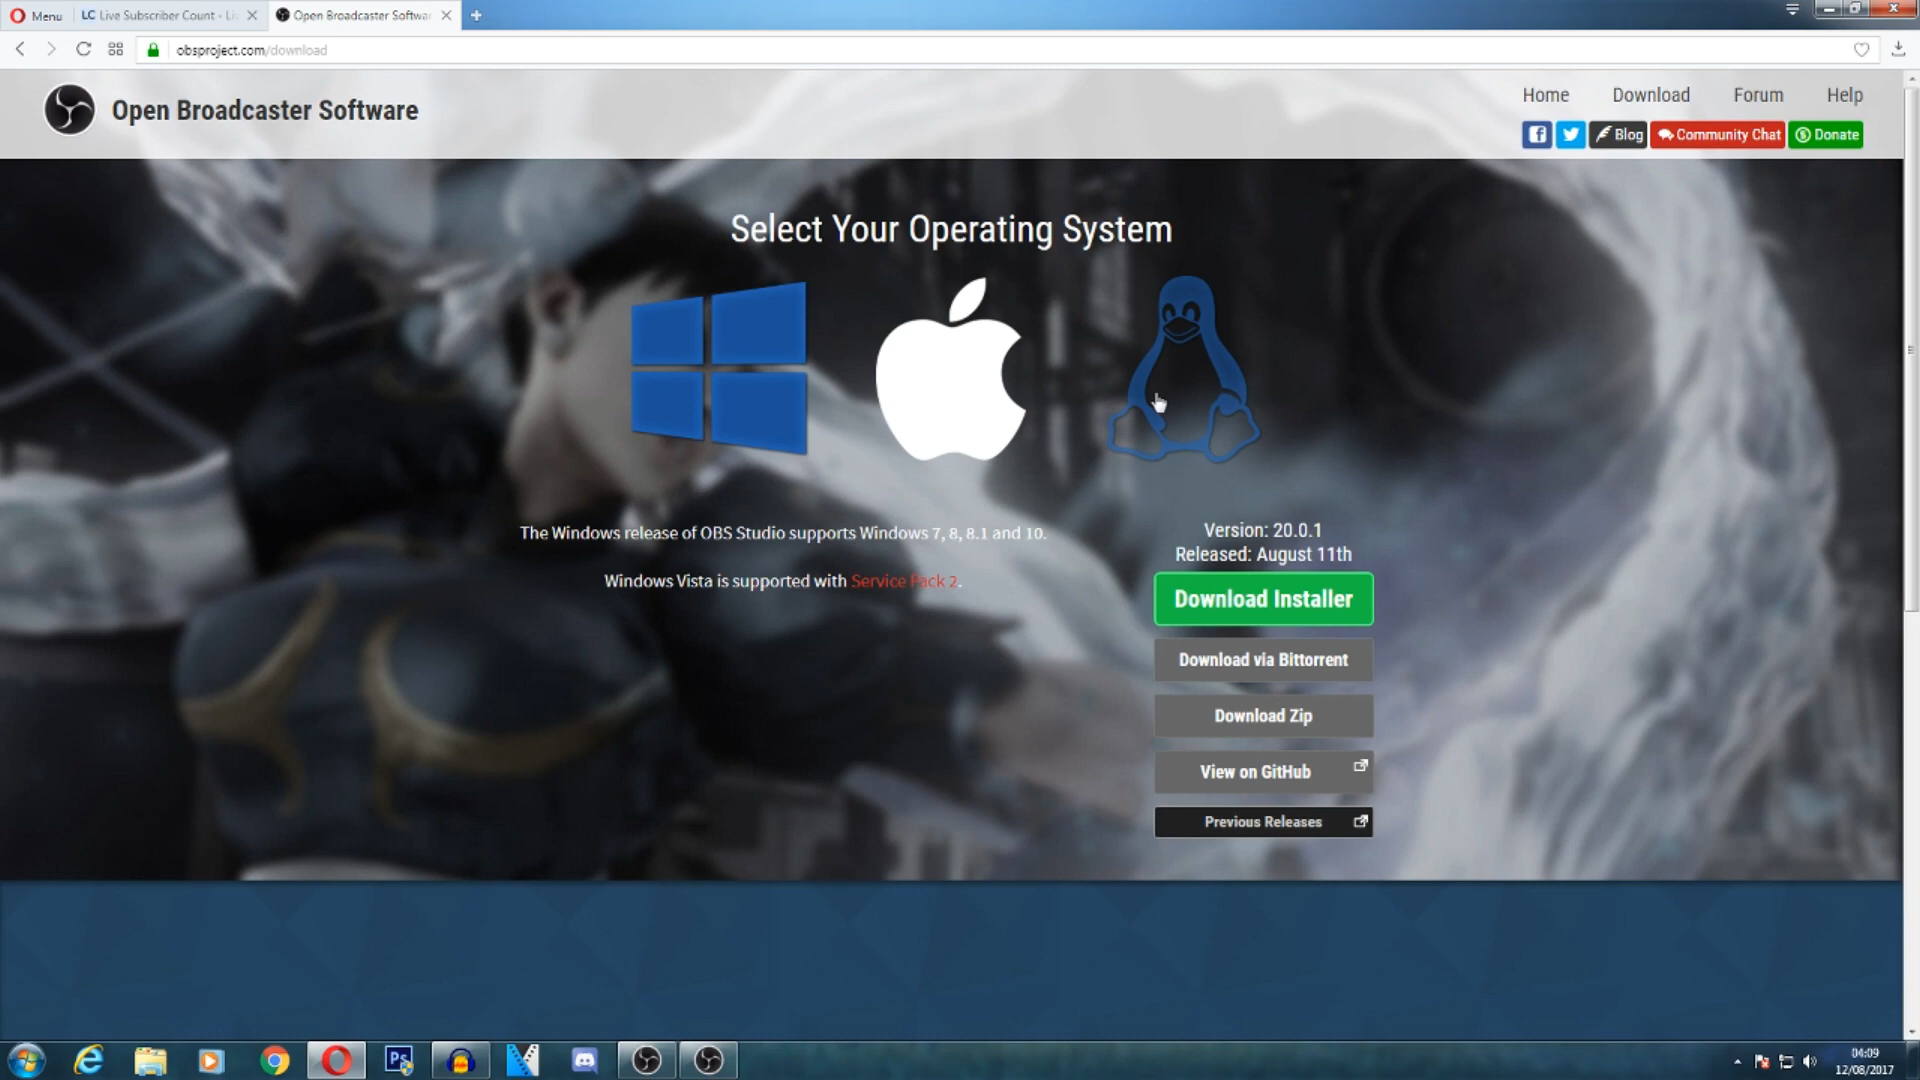 Menu
LC Live Subscriber Count - Li
Open Broadcaster Softwar
obsproject.com/download
Open Broadcaster Software
Home
Download
Forum
Help
Blog
Community Chat
Donate
Select Your Operating System
The Windows release of OBS Studio supports Windows 7, 8, 8.1 and 10.
Windows Vista is supported with Service Pack 2.
Version: 20.0.1
Released: August 11th
Download Installer
Download via Bittorrent
Download Zip
View on GitHub
Previous Releases
Ps
04:09
12/08/2017